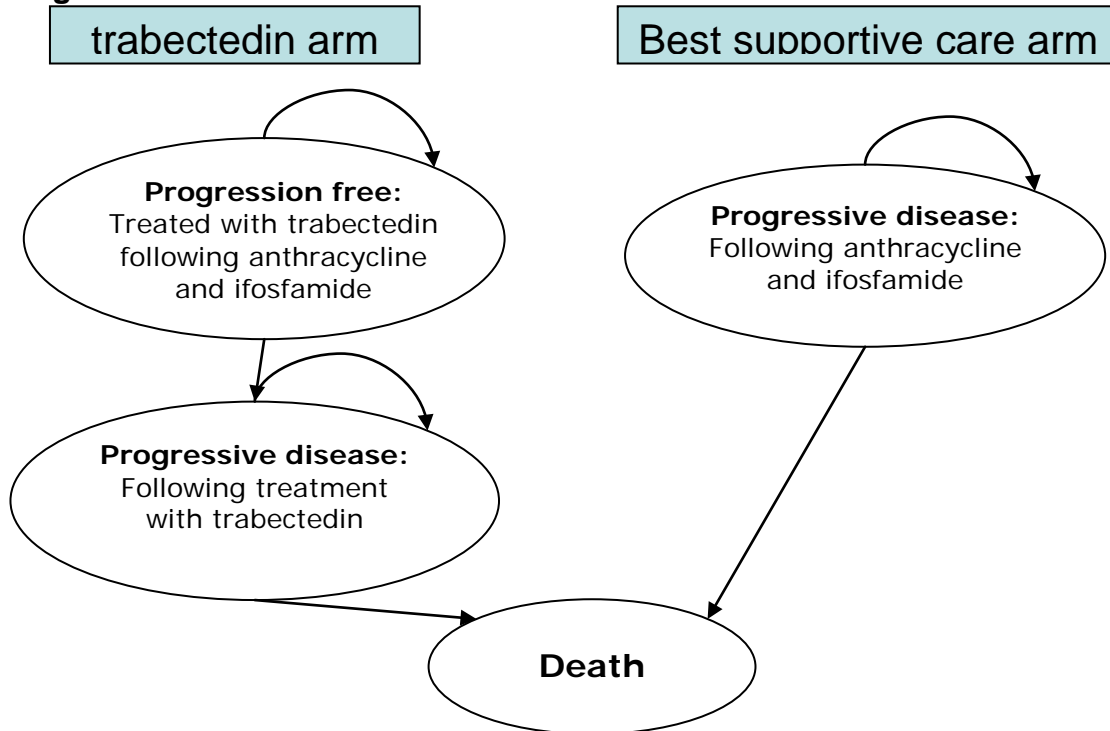 trabectedin arm
Best supportive care arm
Progression free:
Treated with trabectedin
following anthracycline
and ifosfamide
Progressive disease:
Following anthracycline
and ifosfamide
Progressive disease:
Following treatment
with trabectedin
Death